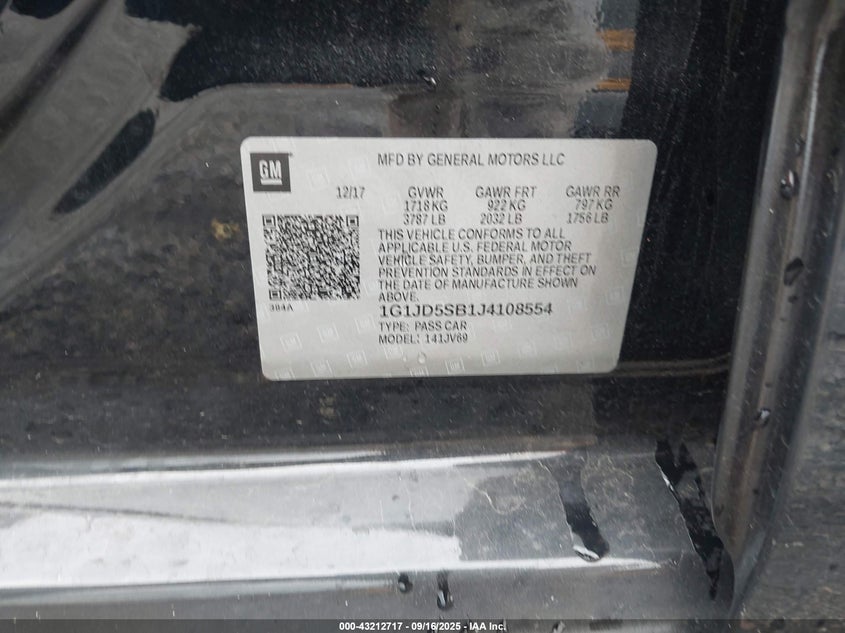 GM
MFD BY GENERAL MOTORS LLC
12/17 GVWR GAWR FRT GAWR RR
1718 KG 922 KG 797 KG
3787 LB 2032 LB 1756 LB
THIS VEHICLE CONFORMS TO ALL
APPLICABLE U.S. FEDERAL MOTOR
VEHICLE SAFETY, BUMPER, AND THEFT
PREVENTION STANDARDS IN EFFECT ON
THE DATE OF MANUFACTURE SHOWN
ABOVE.
384A
1G1JD5SB1J4108554
TYPE: PASS CAR
MODEL: 141JV69
000-43212717 - 09/16/2025 - IAA Inc.